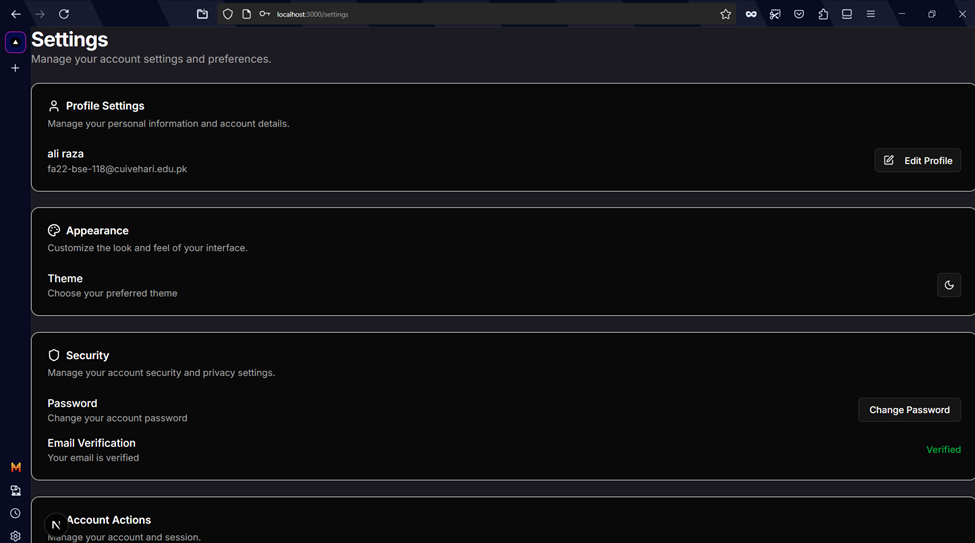 localhost:3000/settings
Settings
Manage your account settings and preferences.
Profile Settings
Manage your personal information and account details.
ali raza
fa22-bse-118@cuivehari.edu.pk
Edit Profile
Appearance
Customize the look and feel of your interface.
Theme
Choose your preferred theme
Security
Manage your account security and privacy settings.
Password
Change your account password
Change Password
Email Verification
Your email is verified
Verified
N
Account Actions
Manage your account and session.